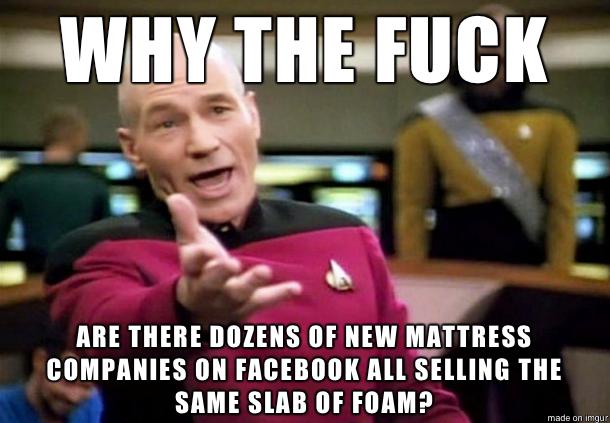 WHY THE FUCK
ARE THERE DOZENS OF NEW MATTRESS
COMPANIES ON FACEBOOK ALL SELLING THE
SAME SLAB OF FOAM?
made on imgur